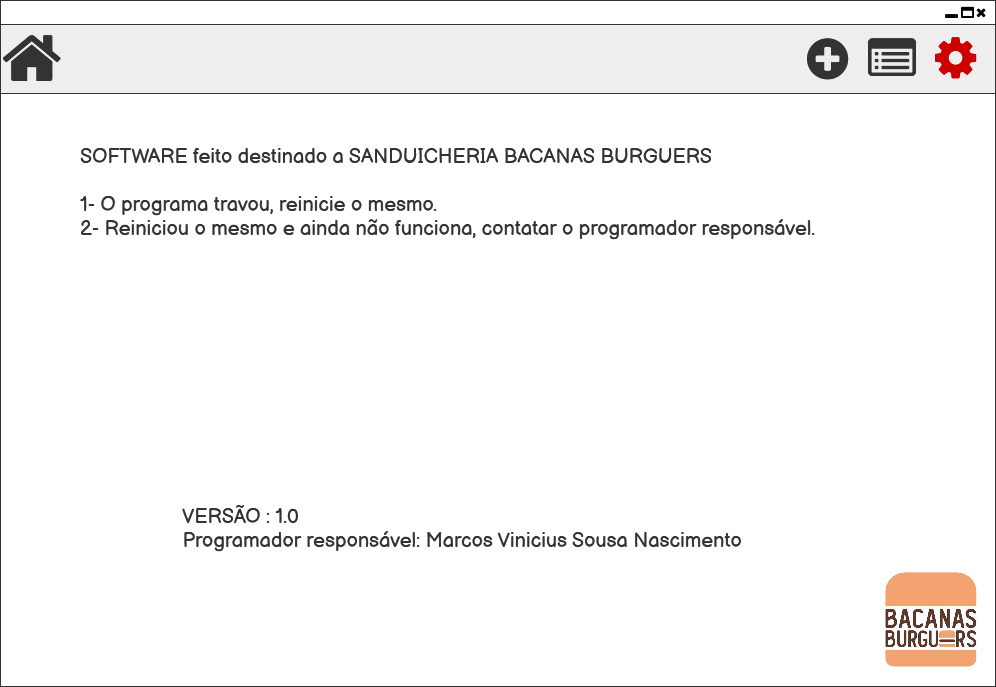 SOFTWARE feito destinado a SANDUICHERIA BACANAS BURGUERS
1- O programa travou, reinicie o mesmo.
2- Reiniciou o mesmo e ainda não funciona, contatar o programador responsável.
VERSÃO : 1.0
Programador responsável: Marcos Vinicius Sousa Nascimento
BACANAS
BURGUERS